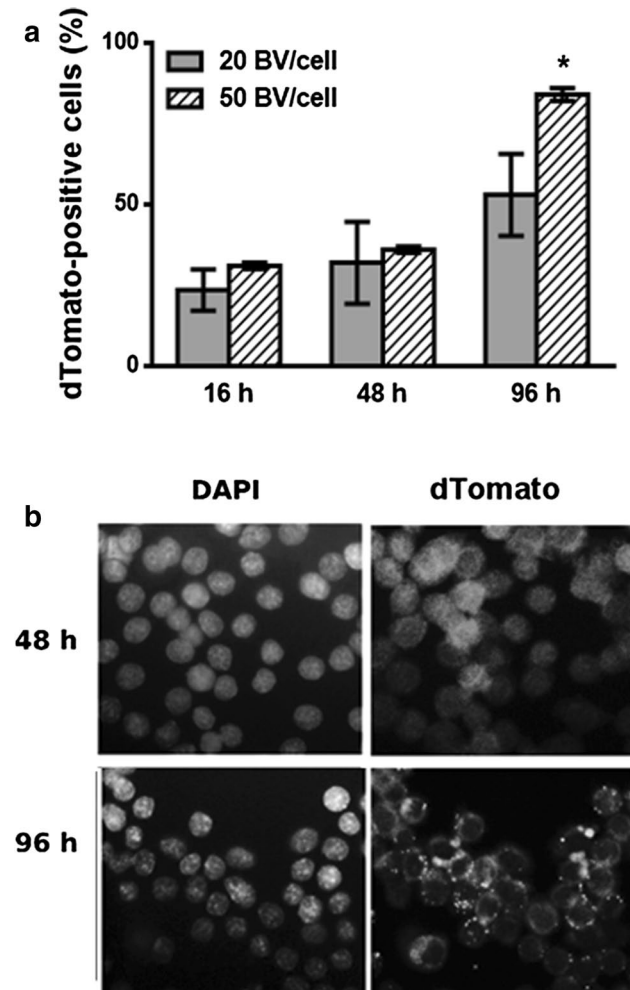 a
dTomato-positive cells (%)
100
50
0
20 BV/cell
50 BV/cell
*
16 h 48 h 96 h
b
DAPI dTomato
48 h
96 h